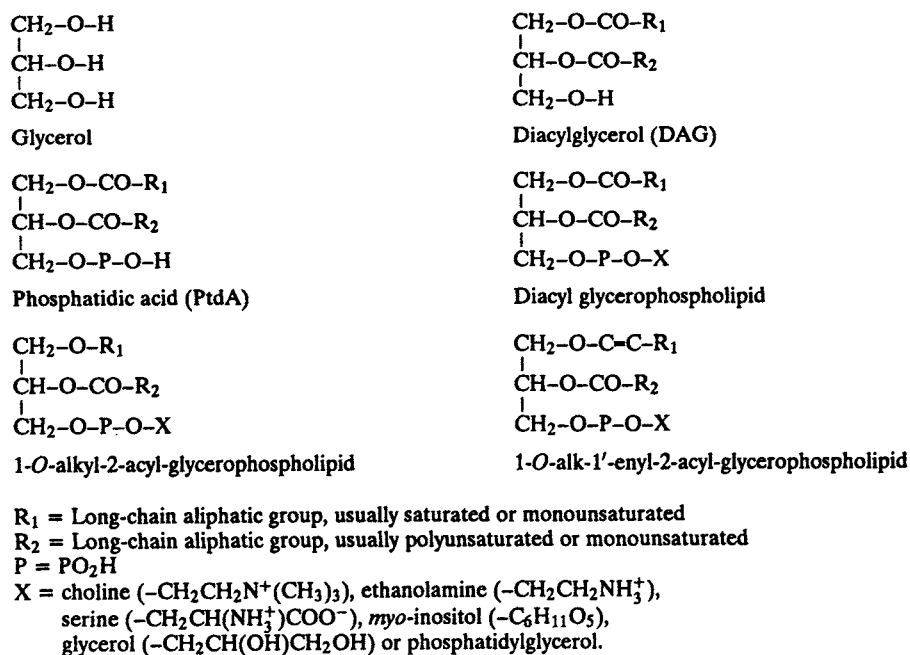 CH₂–O–H
CH–O–H
CH₂–O–H
Glycerol
CH₂–O–CO–R₁
CH–O–CO–R₂
CH₂–O–H
Diacylglycerol (DAG)
CH₂–O–CO–R₁
CH–O–CO–R₂
CH₂–O–P–O–H
Phosphatidic acid (PtdA)
CH₂–O–CO–R₁
CH–O–CO–R₂
CH₂–O–P–O–X
Diacyl glycerophospholipid
CH₂–O–R₁
CH–O–CO–R₂
CH₂–O–P–O–X
1-O-alkyl-2-acyl-glycerophospholipid
CH₂–O–C=C–R₁
CH–O–CO–R₂
CH₂–O–P–O–X
1-O-alk-1′-enyl-2-acyl-glycerophospholipid
R₁ = Long-chain aliphatic group, usually saturated or monounsaturated
R₂ = Long-chain aliphatic group, usually polyunsaturated or monounsaturated
P = PO₂H
X = choline (–CH₂CH₂N⁺(CH₃)₃), ethanolamine (–CH₂CH₂NH₃⁺),
serine (–CH₂CH(NH₃⁺)COO⁻), myo-inositol (–C₆H₁₁O₅),
glycerol (–CH₂CH(OH)CH₂OH) or phosphatidylglycerol.